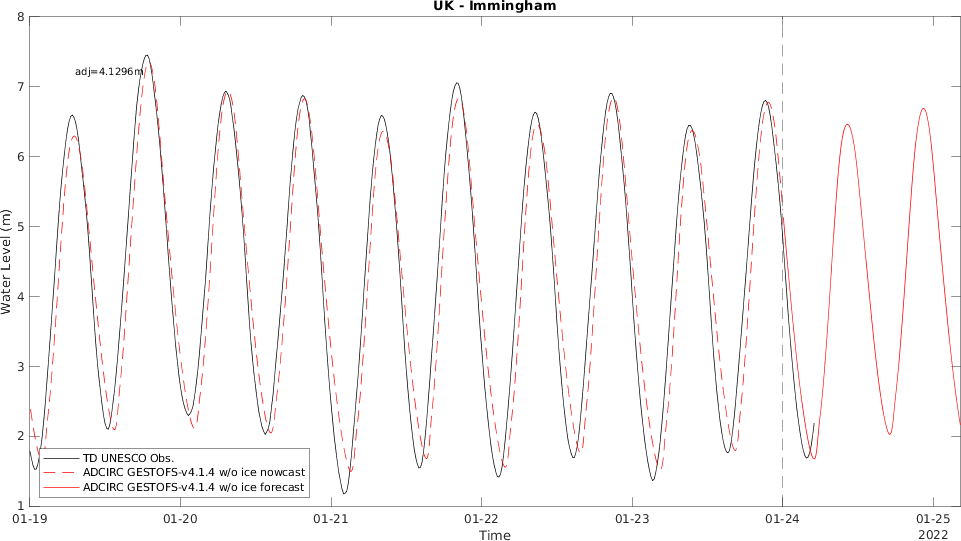 UK - Immingham
8
7
6
5
4
3
2
1
Water Level (m)
adj=4.1296m
TD UNESCO Obs.
ADCIRC GESTOFS-v4.1.4 w/o ice nowcast
ADCIRC GESTOFS-v4.1.4 w/o ice forecast
01-19 01-20 01-21 01-22 01-23 01-24 01-25
2022
Time